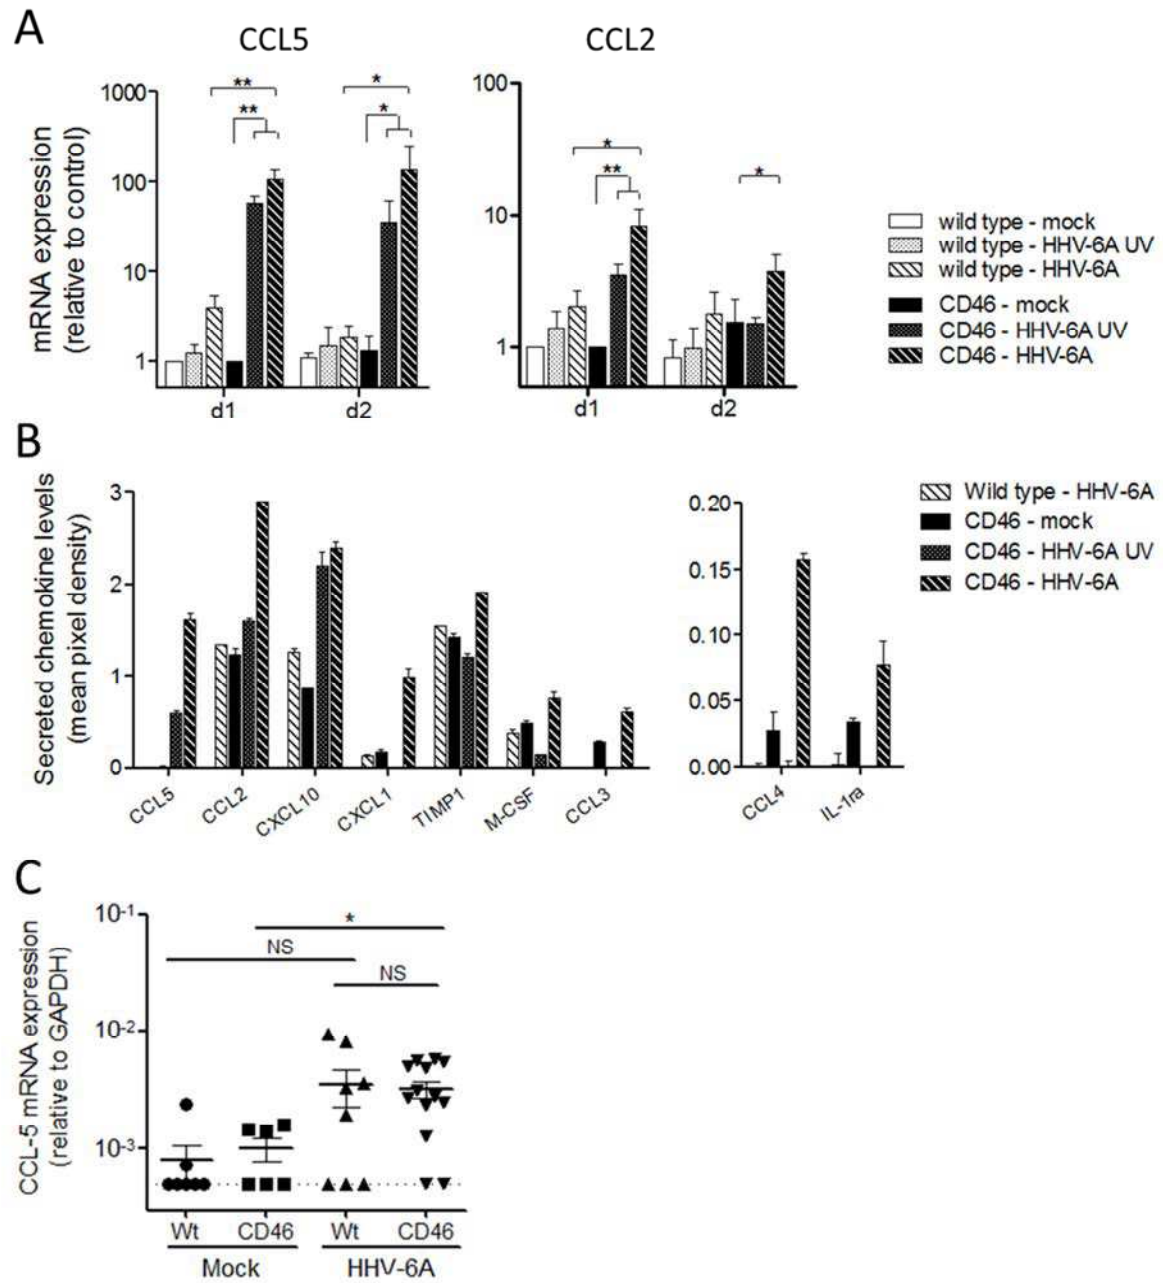 A
CCL5
CCL2
mRNA expression
(relative to control)
1000
100
10
1
**
**
*
*
d1
d2
100
10
1
*
**
*
d1
d2
wild type - mock
wild type - HHV-6A UV
wild type - HHV-6A
CD46 - mock
CD46 - HHV-6A UV
CD46 - HHV-6A
B
Secreted chemokine levels
(mean pixel density)
3
2
1
0
CCL5
CCL2
CXCL10
CXCL1
TIMP1
M-CSF
CCL3
0.20
0.15
0.10
0.05
0.00
CCL4
IL-1ra
Wild type - HHV-6A
CD46 - mock
CD46 - HHV-6A UV
CD46 - HHV-6A
C
CCL-5 mRNA expression
(relative to GAPDH)
10-1
10-2
10-3
*
NS
NS
Wt
CD46
Wt
CD46
Mock
HHV-6A